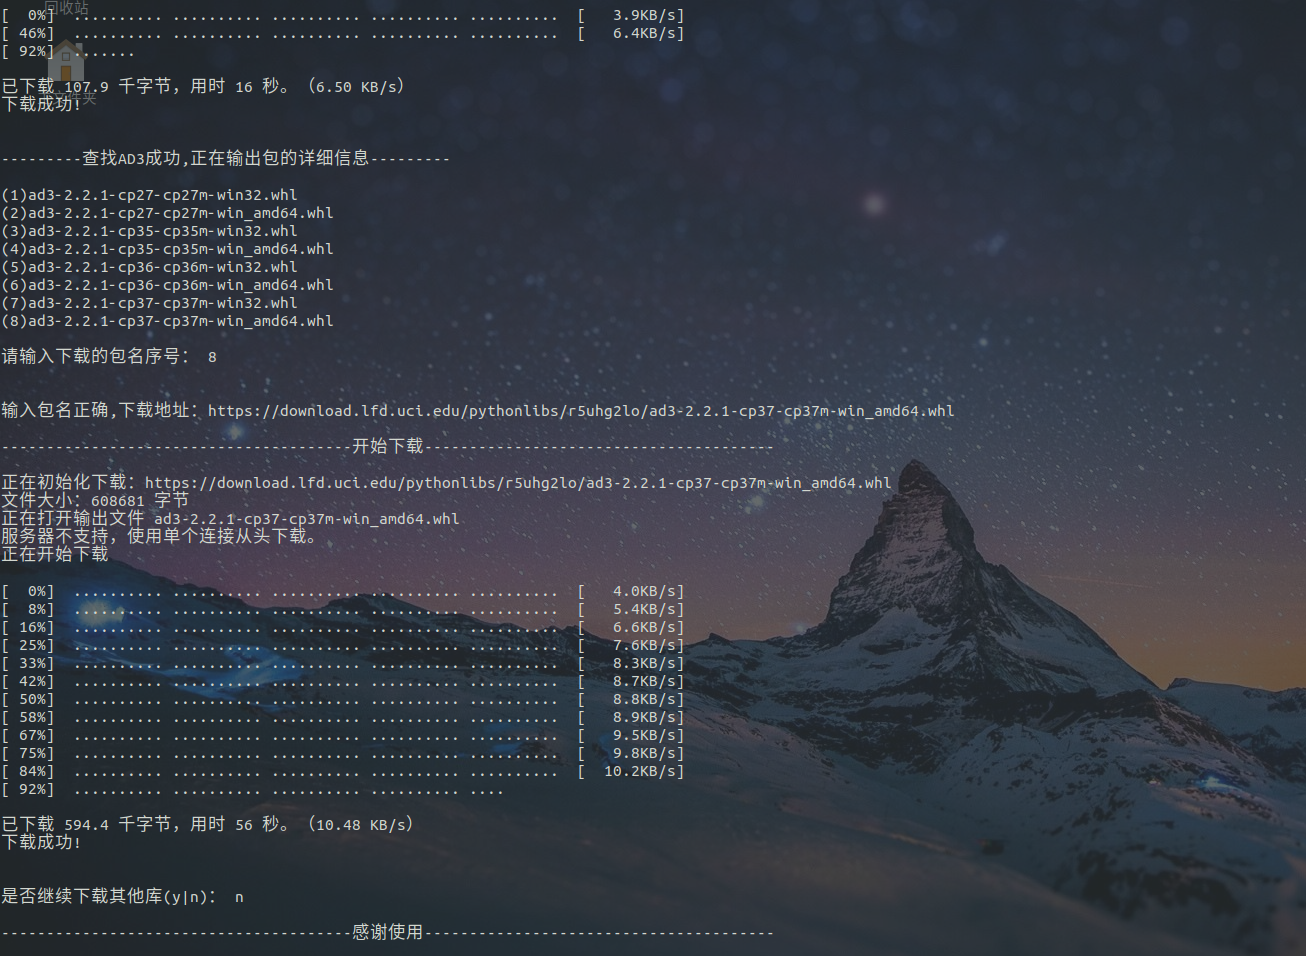 回收站
[  0%]  .......... .......... .......... .......... ..........  [   3.9KB/s]
[ 46%]  .......... .......... .......... .......... ..........  [   6.4KB/s]
[ 92%]  .......
已下载 107.9 千字节，用时 16 秒。（6.50 KB/s）
下载成功!
---------查找AD3成功,正在输出包的详细信息---------
(1)ad3-2.2.1-cp27-cp27m-win32.whl
(2)ad3-2.2.1-cp27-cp27m-win_amd64.whl
(3)ad3-2.2.1-cp35-cp35m-win32.whl
(4)ad3-2.2.1-cp35-cp35m-win_amd64.whl
(5)ad3-2.2.1-cp36-cp36m-win32.whl
(6)ad3-2.2.1-cp36-cp36m-win_amd64.whl
(7)ad3-2.2.1-cp37-cp37m-win32.whl
(8)ad3-2.2.1-cp37-cp37m-win_amd64.whl
请输入下载的包名序号： 8
输入包名正确,下载地址：https://download.lfd.uci.edu/pythonlibs/r5uhg2lo/ad3-2.2.1-cp37-cp37m-win_amd64.whl
---------------------------------------开始下载---------------------------------------
正在初始化下载：https://download.lfd.uci.edu/pythonlibs/r5uhg2lo/ad3-2.2.1-cp37-cp37m-win_amd64.whl
文件大小：608681 字节
正在打开输出文件 ad3-2.2.1-cp37-cp37m-win_amd64.whl
服务器不支持，使用单个连接从头下载。
正在开始下载
[  0%]  .......... .......... .......... .......... ..........  [   4.0KB/s]
[  8%]  .......... .......... .......... .......... ..........  [   5.4KB/s]
[ 16%]  .......... .......... .......... .......... ..........  [   6.6KB/s]
[ 25%]  .......... .......... .......... .......... ..........  [   7.6KB/s]
[ 33%]  .......... .......... .......... .......... ..........  [   8.3KB/s]
[ 42%]  .......... .......... .......... .......... ..........  [   8.7KB/s]
[ 50%]  .......... .......... .......... .......... ..........  [   8.8KB/s]
[ 58%]  .......... .......... .......... .......... ..........  [   8.9KB/s]
[ 67%]  .......... .......... .......... .......... ..........  [   9.5KB/s]
[ 75%]  .......... .......... .......... .......... ..........  [   9.8KB/s]
[ 84%]  .......... .......... .......... .......... ..........  [  10.2KB/s]
[ 92%]  .......... .......... .......... .......... ....
已下载 594.4 千字节，用时 56 秒。（10.48 KB/s）
下载成功!
是否继续下载其他库(y|n)： n
---------------------------------------感谢使用---------------------------------------